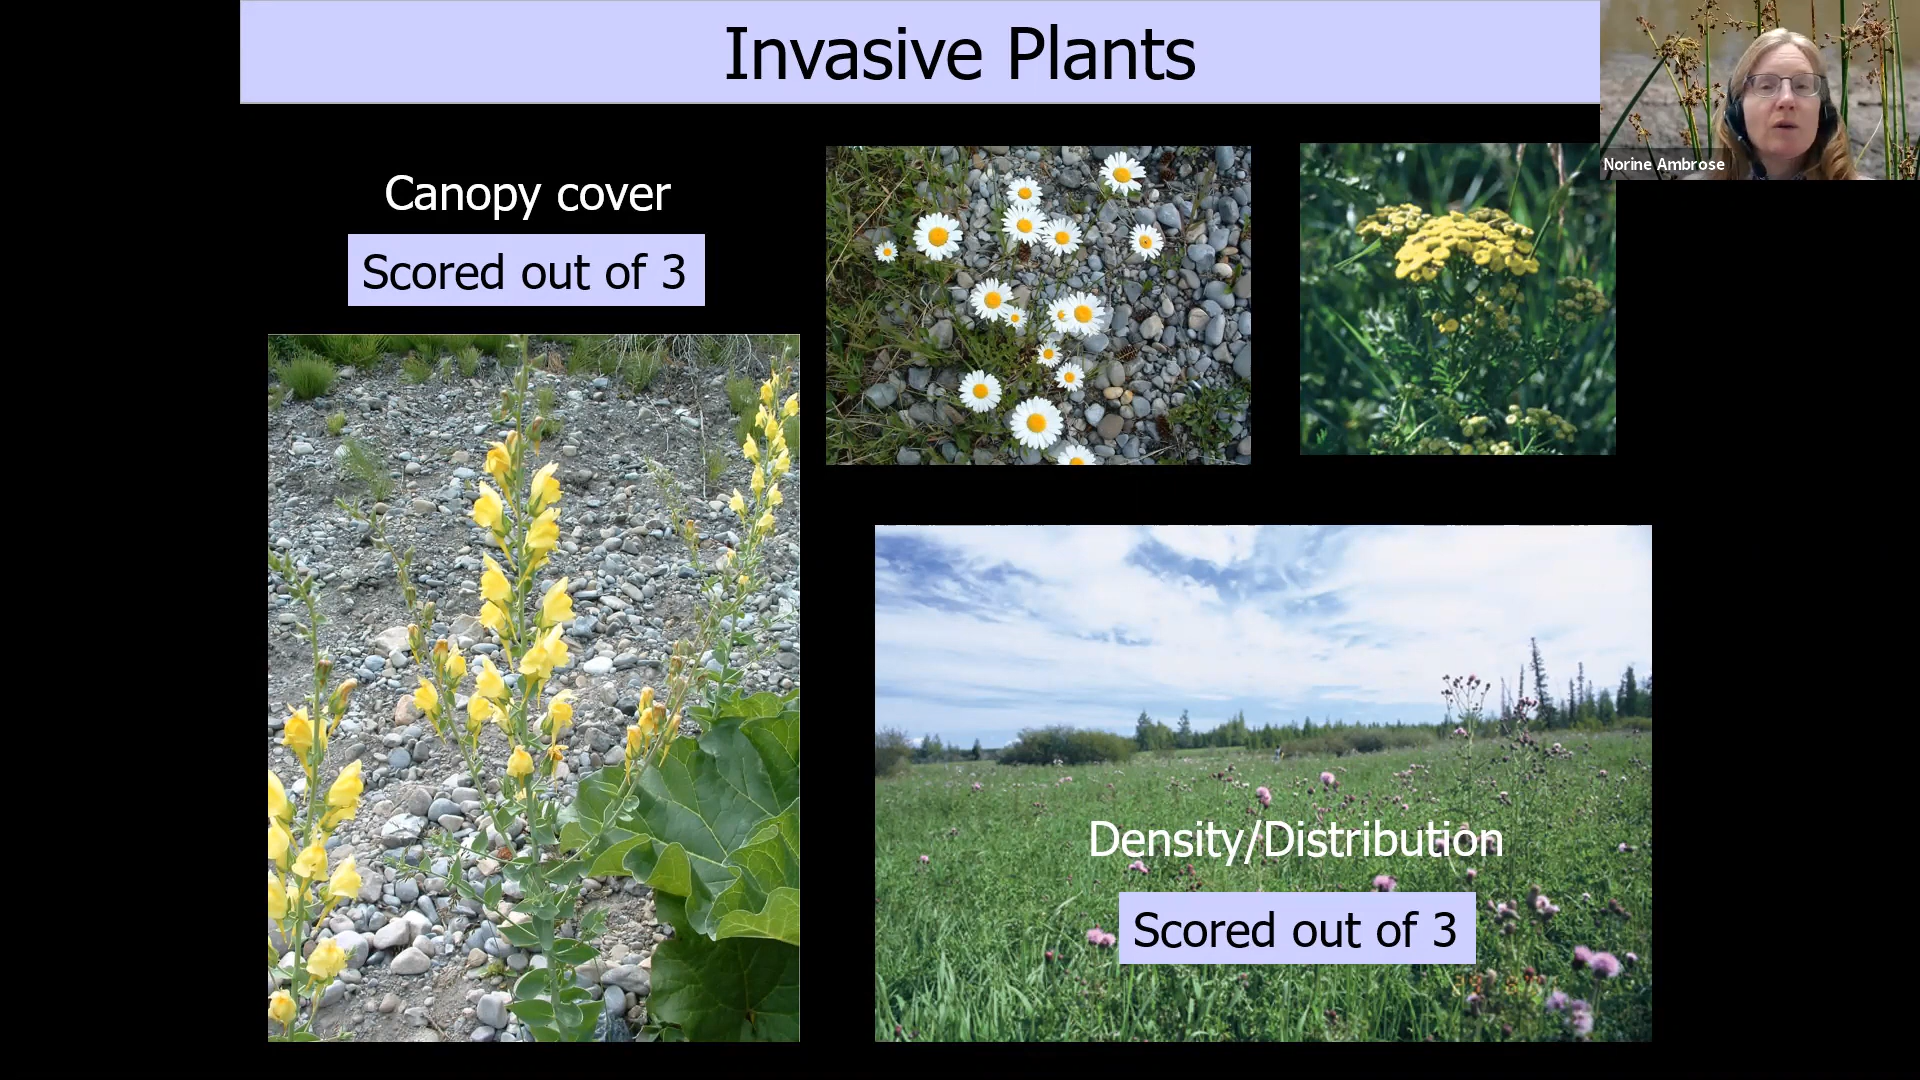 Invasive Plants
Norine Ambrose
Canopy cover
Scored out of 3
Density/Distribution
Scored out of 3